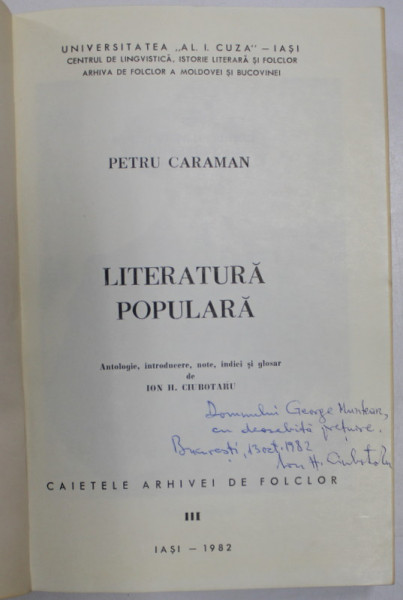 UNIVERSITATEA „AL. I. CUZA" — IAȘI
CENTRUL DE LINGVISTICĂ, ISTORIE LITERARĂ ȘI FOLCLOR
ARHIVA DE FOLCLOR A MOLDOVEI ȘI BUCOVINEI
PETRU CARAMAN
LITERATURĂ
POPULARĂ
Antologie, introducere, note, indici și glosar
de
ION H. CIUBOTARU
Domnului George Muntean,
cu deosebită prețuire.
București, 13 oct. 1982
Ion H. Ciubotaru
CAIETELE ARHIVEI DE FOLCLOR
III
IAȘI — 1982